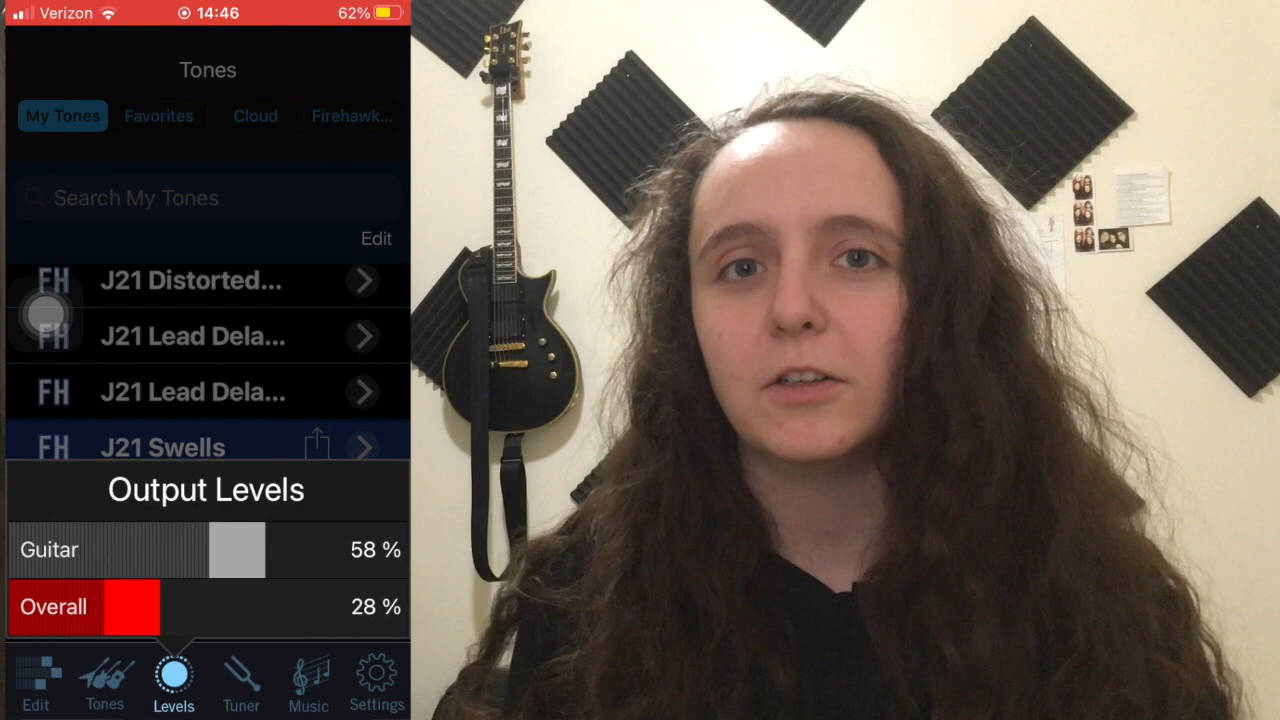 Verizon 14:46 62%
Tones
My Tones Favorites Cloud Firehawk...
Search My Tones
Edit
FH J21 Distorted...
FH J21 Lead Dela...
FH J21 Lead Dela...
FH J21 Swells
Output Levels
Guitar 58 %
Overall 28 %
Edit Tones Levels Tuner Music Settings